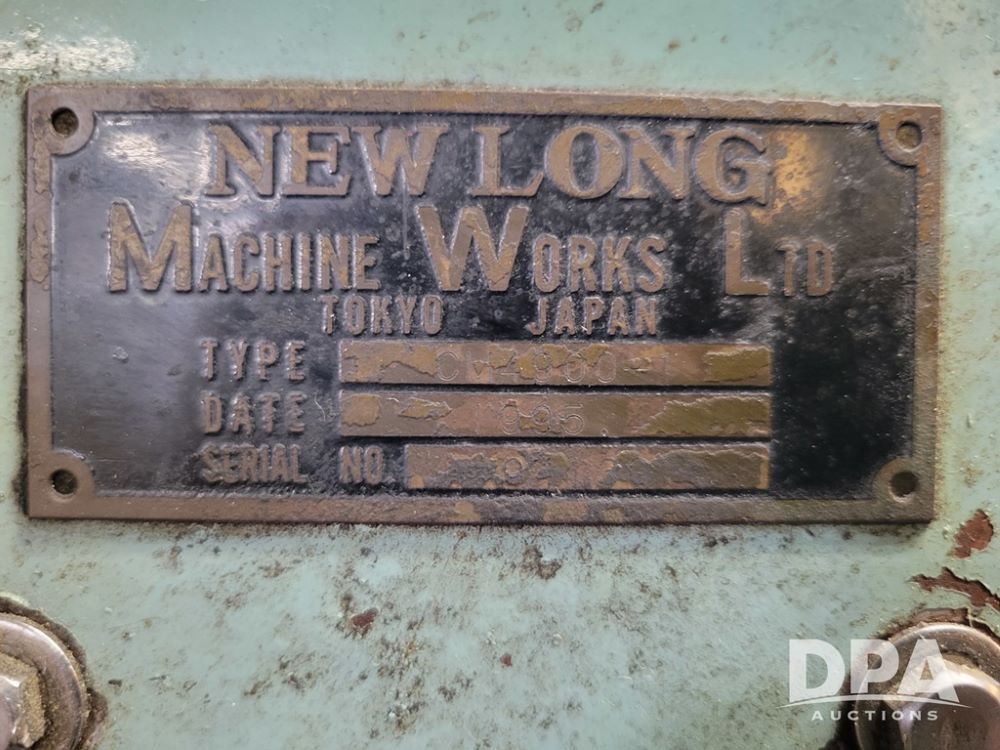 NEW LONG
MACHINE WORKS LTD
TOKYO JAPAN
TYPE
DATE
SERIAL NO.
DPA
AUCTIONS